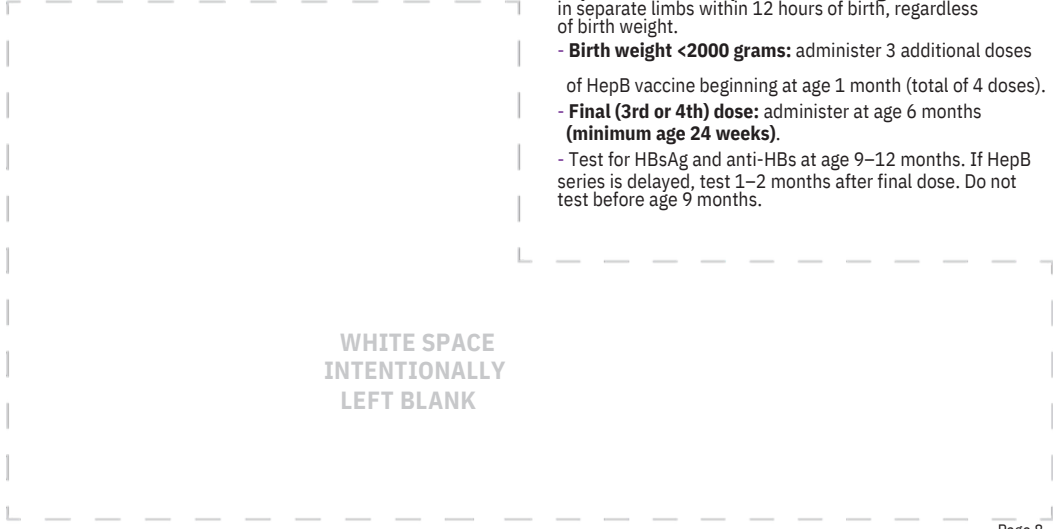 in separate limbs within 12 hours of birth, regardless
of birth weight.
- Birth weight <2000 grams: administer 3 additional doses
of HepB vaccine beginning at age 1 month (total of 4 doses).
- Final (3rd or 4th) dose: administer at age 6 months
(minimum age 24 weeks).
- Test for HBsAg and anti-HBs at age 9–12 months. If HepB
series is delayed, test 1–2 months after final dose. Do not
test before age 9 months.
WHITE SPACE
INTENTIONALLY
LEFT BLANK